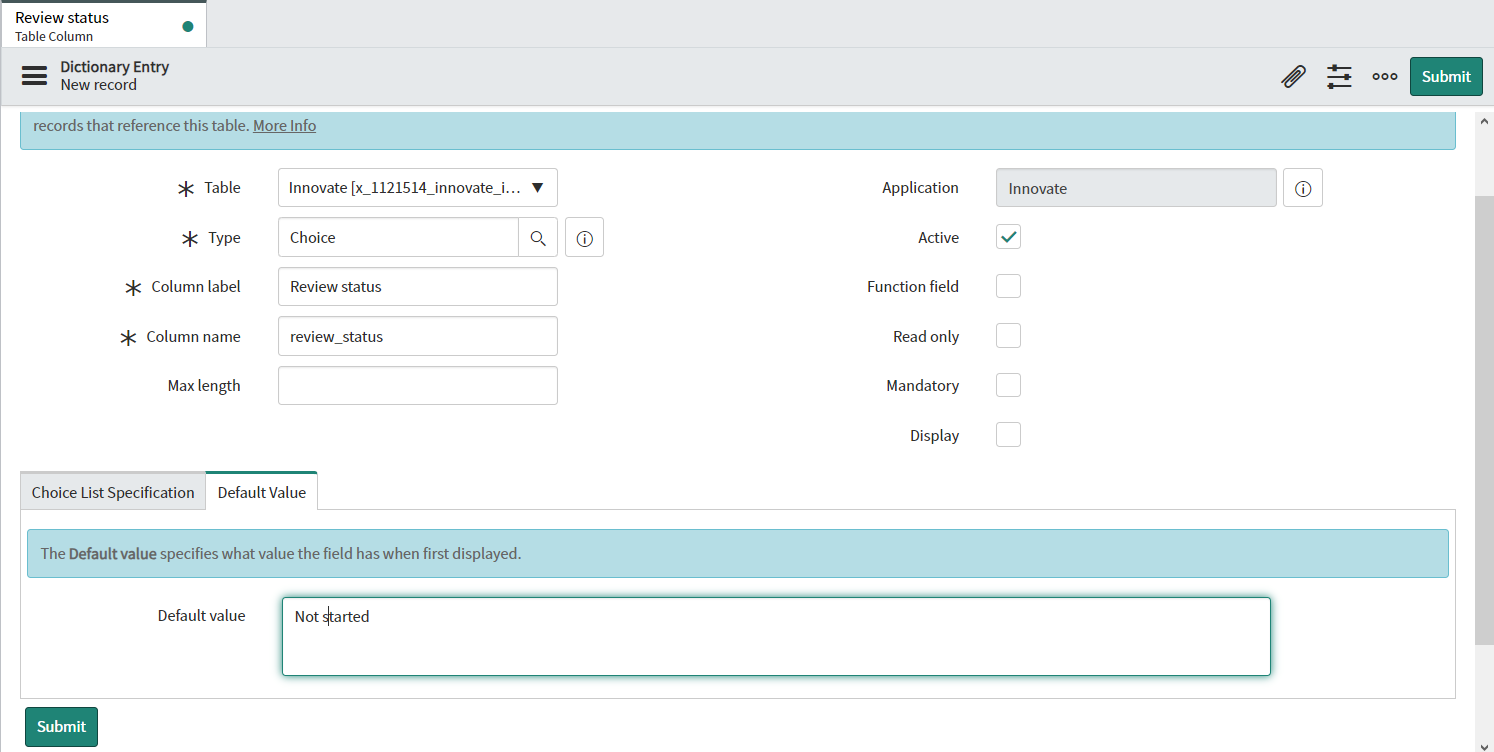 Review status
Table Column
Dictionary Entry
New record
Submit
records that reference this table. More Info
Table
Innovate [x_1121514_innovate_i...
Application
Innovate
Type
Choice
Active
Column label
Review status
Function field
Column name
review_status
Read only
Max length
Mandatory
Display
Choice List Specification
Default Value
The Default value specifies what value the field has when first displayed.
Default value
Not started
Submit